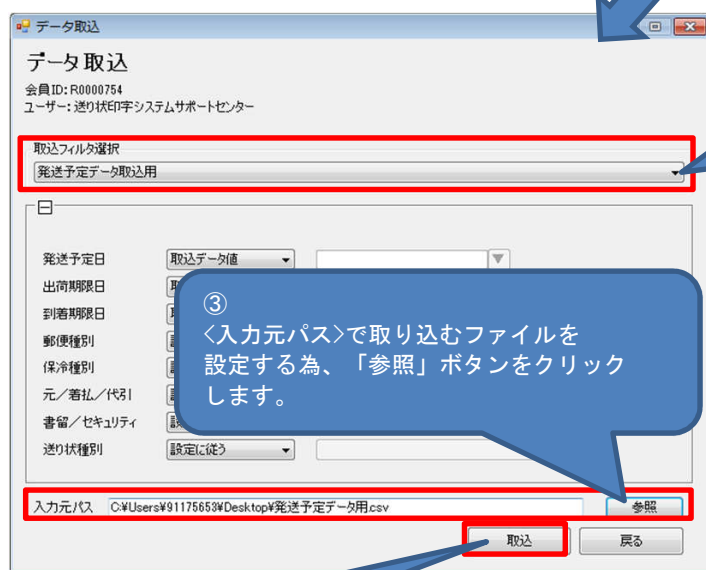 データ取込
データ取込
会員ID: R0000754
ユーザー: 送り状印字システムサポートセンター
取込フィルタ選択
発送予定データ取込用
発送予定日 取込データ値
出荷期限日
到着期限日
郵便種別
保冷種別
元／着払／代引
書留／セキュリティ
送り状種別 設定に従う
③
<入力元パス>で取り込むファイルを
設定する為、「参照」ボタンをクリック
します。
入力元パス C:¥Users¥91175653¥Desktop¥発送予定データ用.csv 参照
取込 戻る